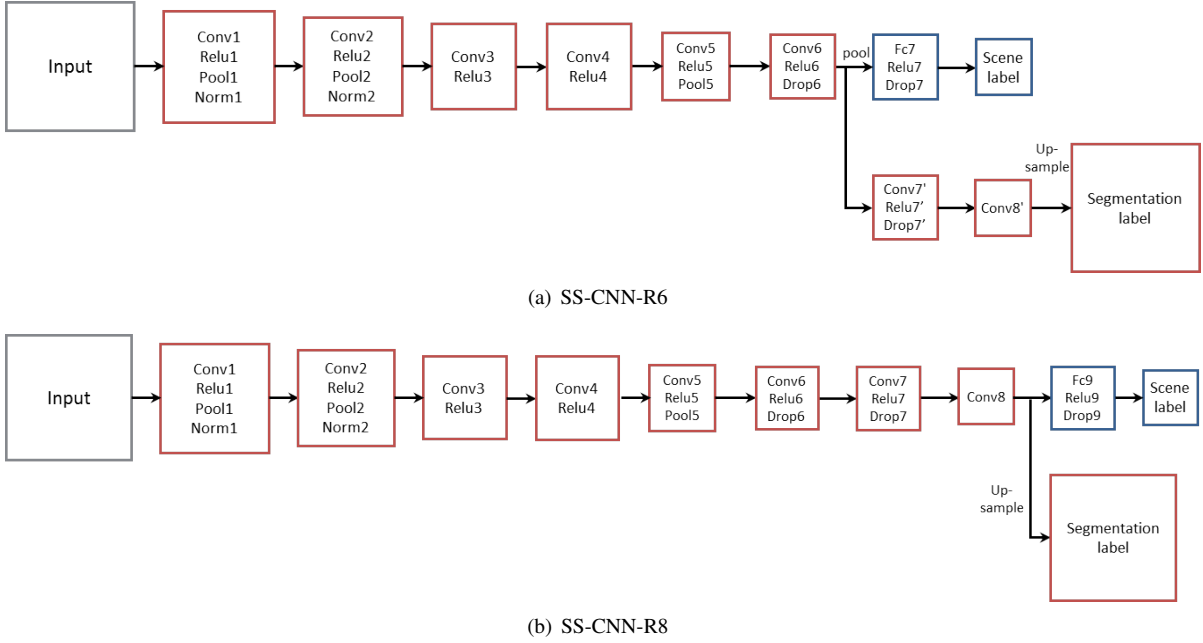 Input
Conv1
Relu1
Pool1
Norm1
Conv2
Relu2
Pool2
Norm2
Conv3
Relu3
Conv4
Relu4
Conv5
Relu5
Pool5
Conv6
Relu6
Drop6
pool
Fc7
Relu7
Drop7
Scene
label
Conv7'
Relu7’
Drop7’
Conv8'
Up-
sample
Segmentation
label
(a) SS-CNN-R6
Input
Conv1
Relu1
Pool1
Norm1
Conv2
Relu2
Pool2
Norm2
Conv3
Relu3
Conv4
Relu4
Conv5
Relu5
Pool5
Conv6
Relu6
Drop6
Conv7
Relu7
Drop7
Conv8
Fc9
Relu9
Drop9
Scene
label
Up-
sample
Segmentation
label
(b) SS-CNN-R8